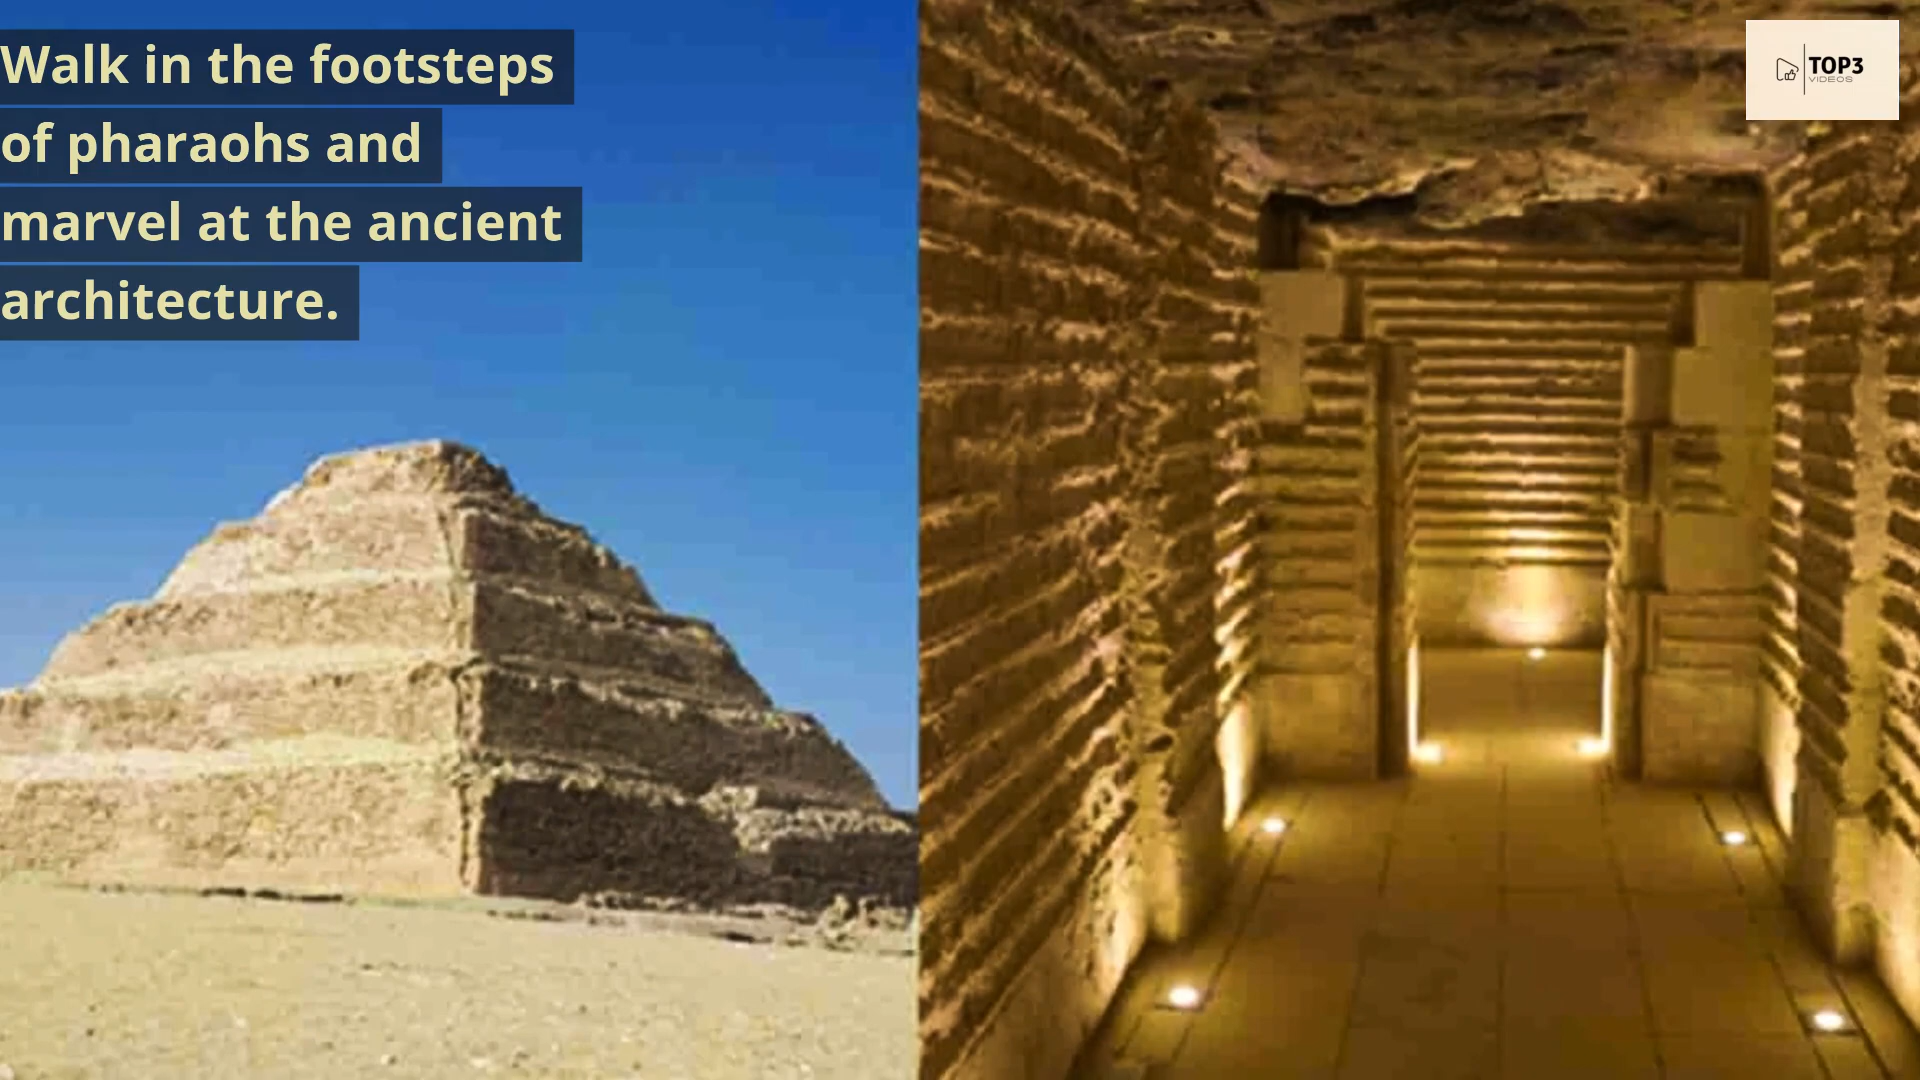 Walk in the footsteps
of pharaohs and
marvel at the ancient
architecture.
TOP3
VIDEOS